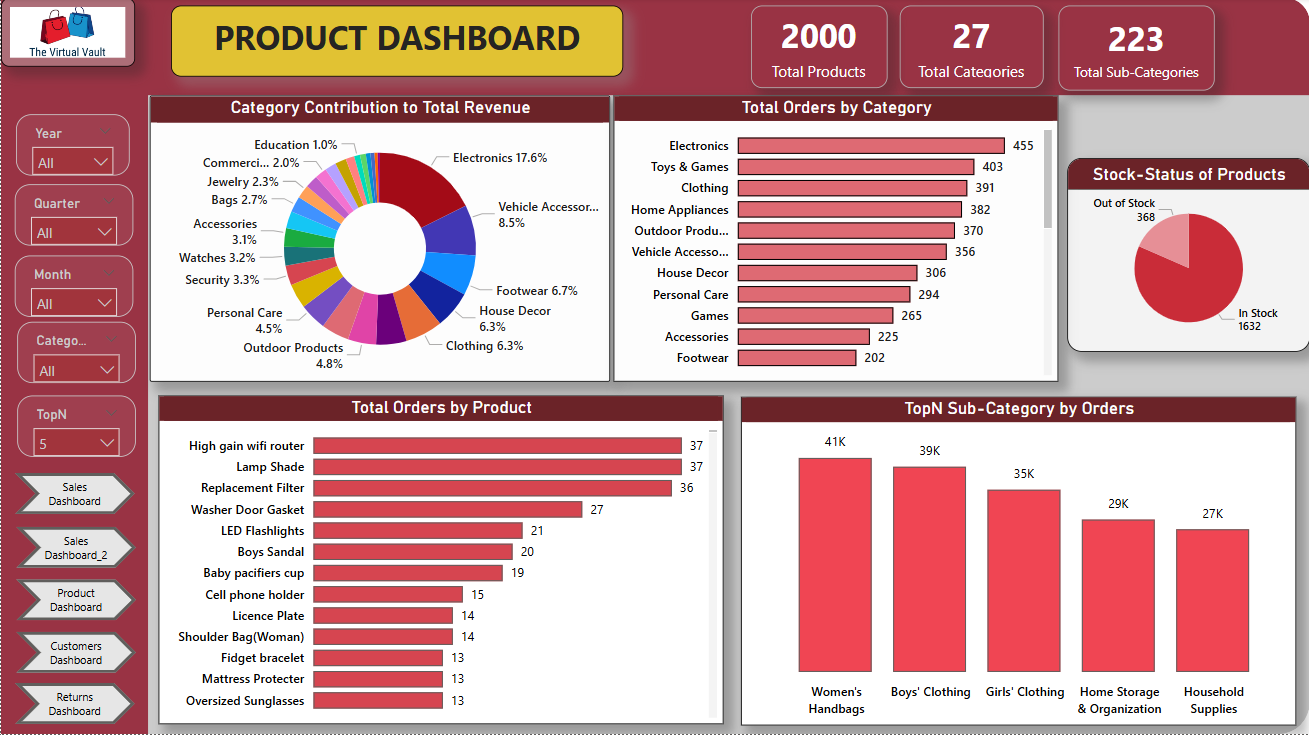 The Virtual Vault
PRODUCT DASHBOARD
2000
Total Products
27
Total Categories
223
Total Sub-Categories
Year
All
Quarter
All
Month
All
Catego...
All
TopN
5
Sales
Dashboard
Sales
Dashboard_2
Product
Dashboard
Customers
Dashboard
Returns
Dashboard
Category Contribution to Total Revenue
Education 1.0%
Commerci... 2.0%
Jewelry 2.3%
Bags 2.7%
Accessories
3.1%
Watches 3.2%
Security 3.3%
Personal Care
4.5%
Outdoor Products
4.8%
Electronics 17.6%
Vehicle Accessor...
8.5%
Footwear 6.7%
House Decor
6.3%
Clothing 6.3%
Total Orders by Category
Electronics 455
Toys & Games 403
Clothing 391
Home Appliances 382
Outdoor Produ... 370
Vehicle Accesso... 356
House Decor 306
Personal Care 294
Games 265
Accessories 225
Footwear 202
Stock-Status of Products
Out of Stock
368
In Stock
1632
Total Orders by Product
High gain wifi router 37
Lamp Shade 37
Replacement Filter 36
Washer Door Gasket 27
LED Flashlights 21
Boys Sandal 20
Baby pacifiers cup 19
Cell phone holder 15
Licence Plate 14
Shoulder Bag(Woman) 14
Fidget bracelet 13
Mattress Protecter 13
Oversized Sunglasses 13
TopN Sub-Category by Orders
41K
39K
35K
29K
27K
Women's
Handbags
Boys' Clothing
Girls' Clothing
Home Storage
& Organization
Household
Supplies